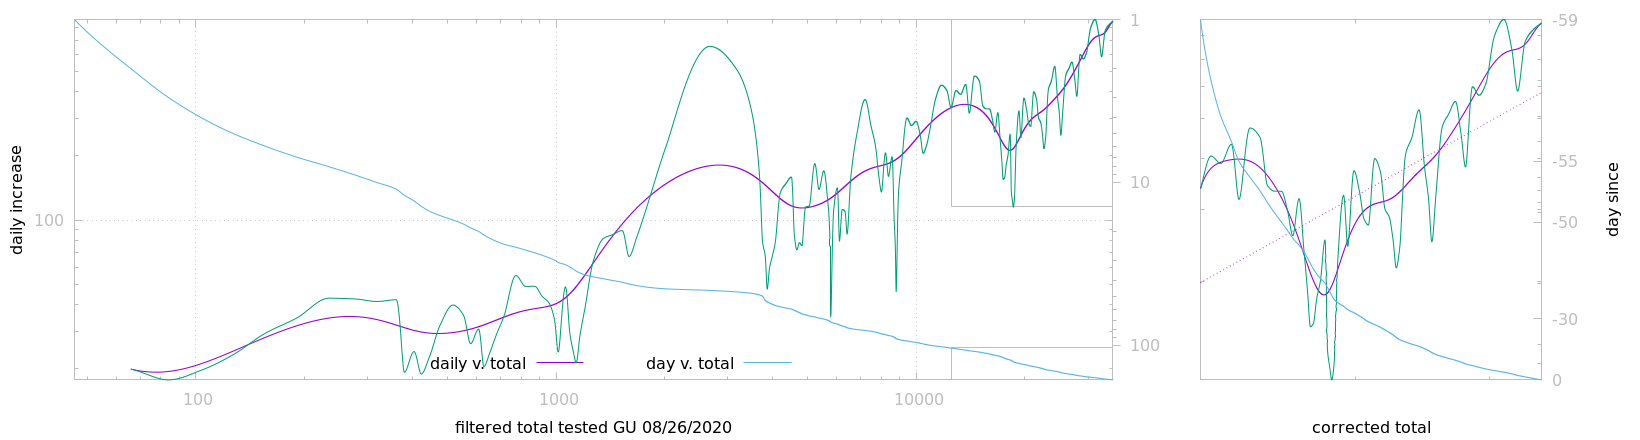 daily increase
100
daily v. total
day v. total
100
1000
10000
filtered total tested GU 08/26/2020
1
10
100
-59
-55
-50
-30
0
day since
corrected total